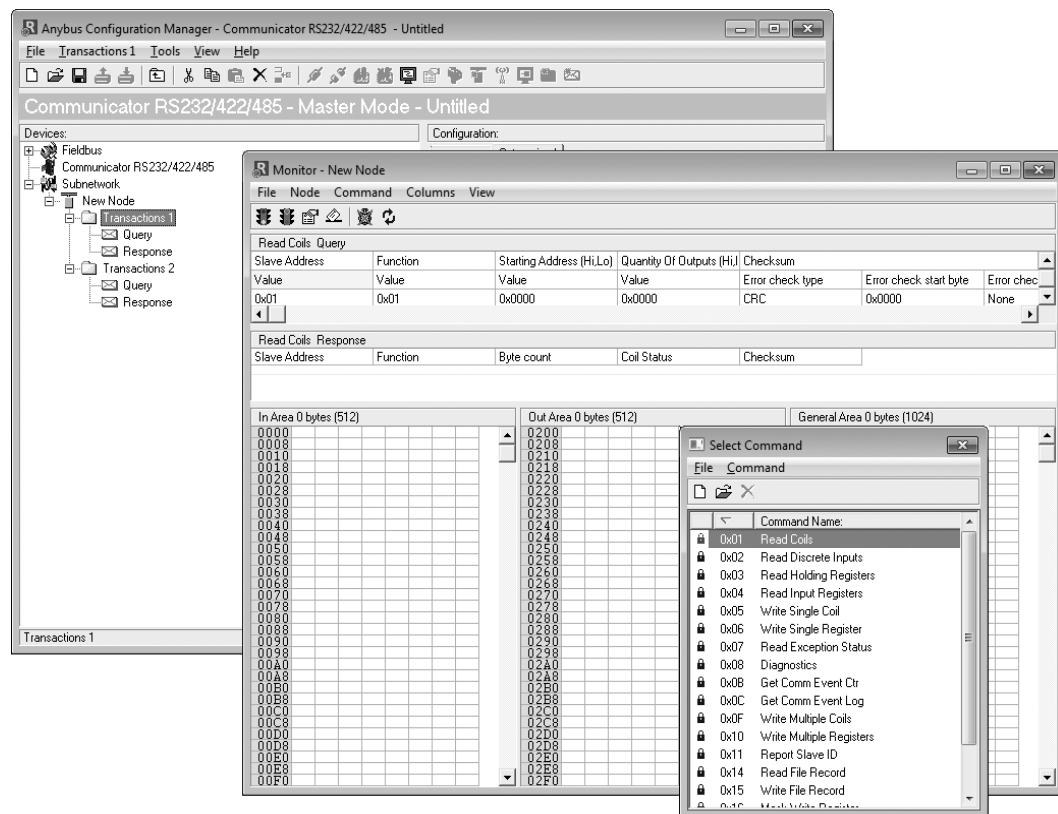 Anybus Configuration Manager - Communicator RS232/422/485 - Untitled
File Transactions 1 Tools View Help
Communicator RS232/422/485 - Master Mode - Untitled
Devices:
Configuration:
Fieldbus
Communicator RS232/422/485
Subnetwork
New Node
Transactions 1
Query
Response
Transactions 2
Query
Response
Transactions 1
Monitor - New Node
File Node Command Columns View
Read Coils Query
Slave Address Function Starting Address (Hi,Lo) Quantity Of Outputs (Hi,l Checksum
Value Value Value Value Error check type Error check start byte Error chec
0x01 0x01 0x0000 0x0000 CRC 0x0000 None
Read Coils Response
Slave Address Function Byte count Coil Status Checksum
In Area 0 bytes (512) Out Area 0 bytes (512) General Area 0 bytes (1024)
0000 0200
0008 0208
0010 0210
0018 0218
0020 0220
0028 0228
0030 0230
0038 0238
0040 0240
0048 0248
0050 0250
0058 0258
0060 0260
0068 0268
0070 0270
0078 0278
0080 0280
0088 0288
0090 0290
0098 0298
00A0 02A0
00A8 02A8
00B0 02B0
00B8 02B8
00C0 02C0
00C8 02C8
00D0 02D0
00D8 02D8
00E0 02E0
00E8 02E8
00F0 02F0
Select Command
File Command
Command Name:
0x01 Read Coils
0x02 Read Discrete Inputs
0x03 Read Holding Registers
0x04 Read Input Registers
0x05 Write Single Coil
0x06 Write Single Register
0x07 Read Exception Status
0x08 Diagnostics
0x0B Get Comm Event Ctr
0x0C Get Comm Event Log
0x0F Write Multiple Coils
0x10 Write Multiple Registers
0x11 Report Slave ID
0x14 Read File Record
0x15 Write File Record
0x16 Mask Write Register